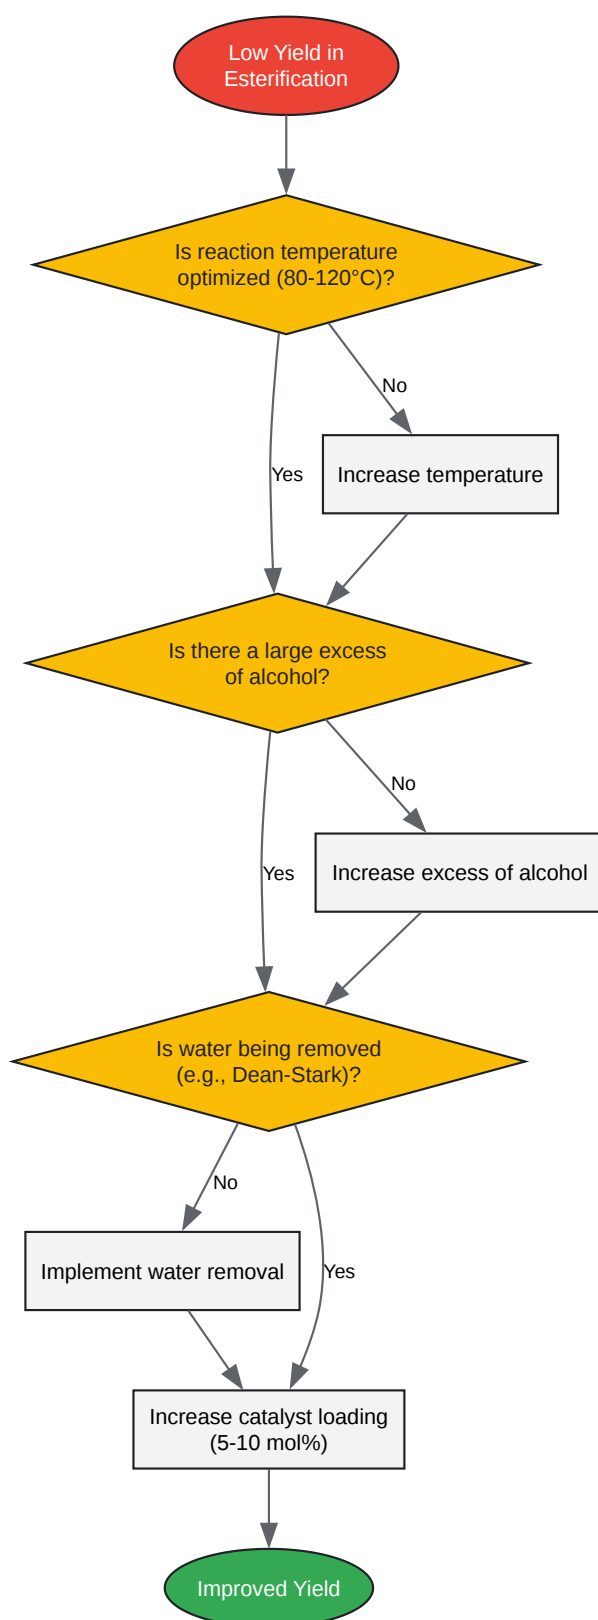 Low Yield in
Esterification
Is reaction temperature
optimized (80-120°C)?
No
Yes
Increase temperature
Is there a large excess
of alcohol?
No
Yes
Increase excess of alcohol
Is water being removed
(e.g., Dean-Stark)?
No
Implement water removal
Yes
Increase catalyst loading
(5-10 mol%)
Improved Yield